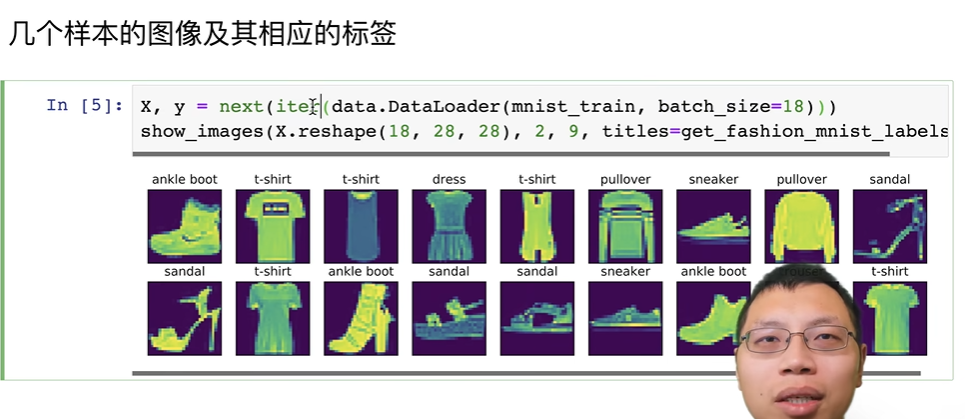 几个样本的图像及其相应的标签
In [5]: X, y = next(iter(data.DataLoader(mnist_train, batch_size=18)))
show_images(X.reshape(18, 28, 28), 2, 9, titles=get_fashion_mnist_labels
ankle boot t-shirt t-shirt dress t-shirt pullover sneaker pullover sandal
sandal t-shirt ankle boot sandal sandal sneaker ankle boot trouser t-shirt